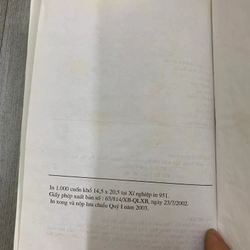 In 1.000 cuốn khổ 14,5 x 20,5 tại Xí nghiệp in 951.
Giấy phép xuất bản số : 63/814/XB-QLXB, ngày 23/7/2002.
In xong và nộp lưu chiểu Quý I năm 2003.